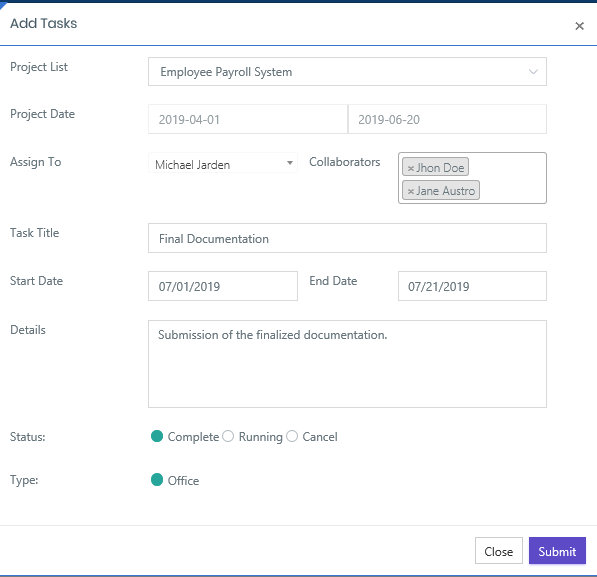 Add Tasks ×
Project List Employee Payroll System
Project Date 2019-04-01 2019-06-20
Assign To Michael Jarden Collaborators × Jhon Doe
× Jane Austro
Task Title Final Documentation
Start Date 07/01/2019 End Date 07/21/2019
Details Submission of the finalized documentation.
Status: Complete Running Cancel
Type: Office
Close Submit